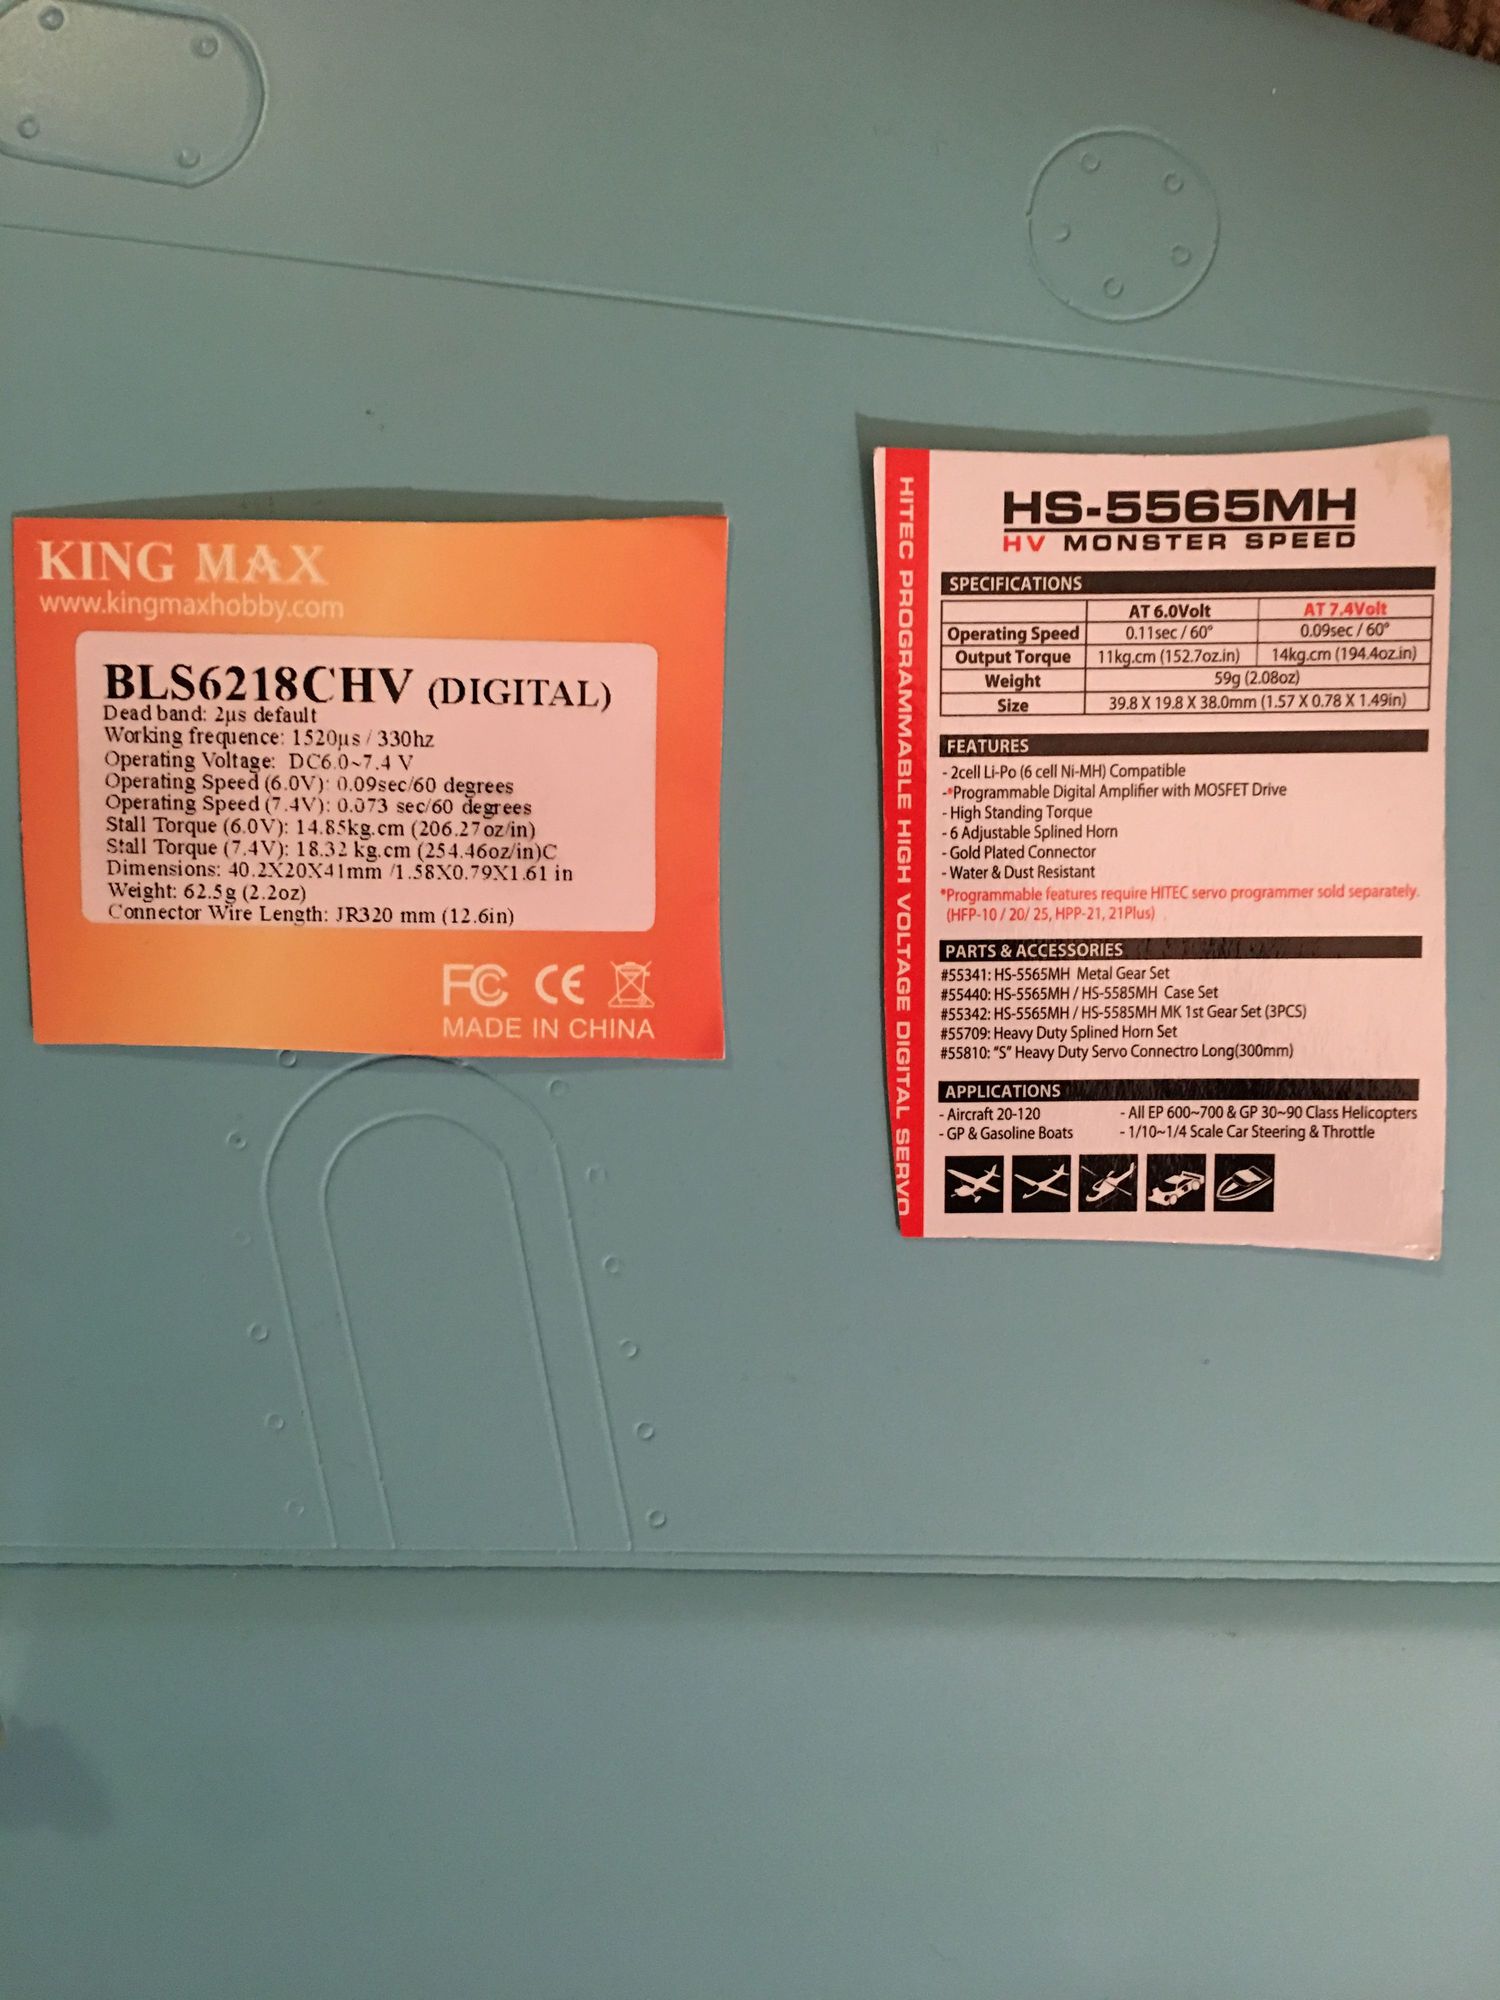 KING MAX
www.kingmaxhobby.com
BLS6218CHV (DIGITAL)
Dead band: 2μs default
Working frequence: 1520μs / 330hz
Operating Voltage: DC6.0~7.4 V
Operating Speed (6.0V): 0.09sec/60 degrees
Operating Speed (7.4V): 0.073 sec/60 degrees
Stall Torque (6.0V): 14.85kg.cm (206.27oz/in)
Stall Torque (7.4V): 18.32 kg.cm (254.46oz/in)C
Dimensions: 40.2X20X41mm /1.58X0.79X1.61 in
Weight: 62.5g (2.2oz)
Connector Wire Length: JR320 mm (12.6in)
FC CE
MADE IN CHINA
HITEC PROGRAMMABLE HIGH VOLTAGE DIGITAL SERVO
HS-5565MH
HV MONSTER SPEED
SPECIFICATIONS
AT 6.0Volt AT 7.4Volt
Operating Speed 0.11sec / 60° 0.09sec / 60°
Output Torque 11kg.cm (152.7oz.in) 14kg.cm (194.4oz.in)
Weight 59g (2.08oz)
Size 39.8 X 19.8 X 38.0mm (1.57 X 0.78 X 1.49in)
FEATURES
- 2cell Li-Po (6 cell Ni-MH) Compatible
-*Programmable Digital Amplifier with MOSFET Drive
- High Standing Torque
- 6 Adjustable Splined Horn
- Gold Plated Connector
- Water & Dust Resistant
*Programmable features require HITEC servo programmer sold separately.
(HFP-10 / 20/ 25, HPP-21, 21Plus)
PARTS & ACCESSORIES
#55341: HS-5565MH Metal Gear Set
#55440: HS-5565MH / HS-5585MH Case Set
#55342: HS-5565MH / HS-5585MH MK 1st Gear Set (3PCS)
#55709: Heavy Duty Splined Horn Set
#55810: "S" Heavy Duty Servo Connectro Long(300mm)
APPLICATIONS
- Aircraft 20-120 - All EP 600~700 & GP 30~90 Class Helicopters
- GP & Gasoline Boats - 1/10~1/4 Scale Car Steering & Throttle